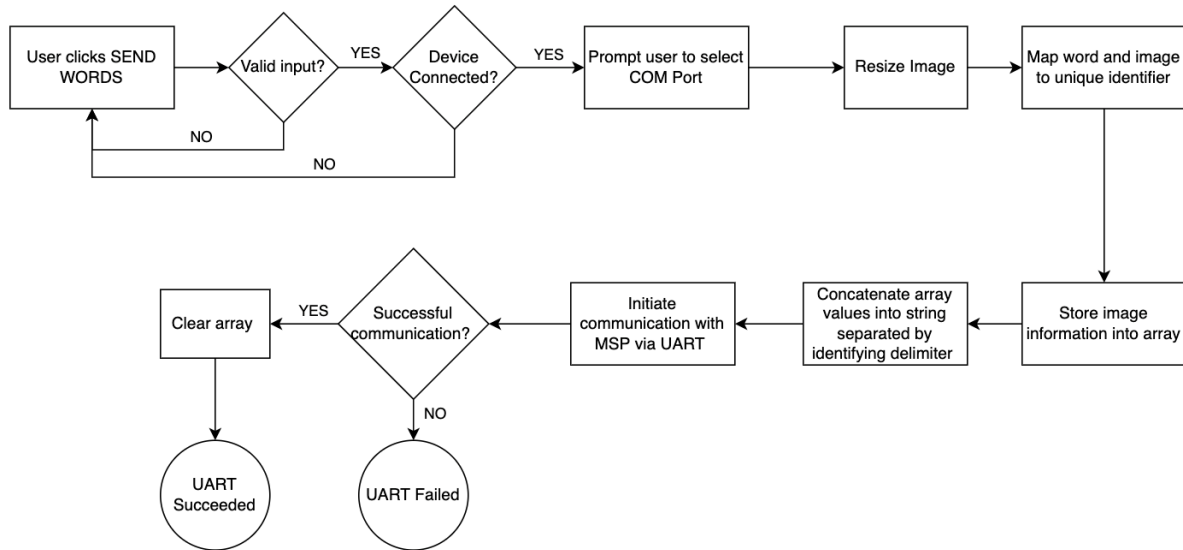 User clicks SEND
WORDS
Valid input?
YES
Device
Connected?
YES
Prompt user to select
COM Port
Resize Image
Map word and image
to unique identifier
NO
NO
Store image
information into array
Concatenate array
values into string
separated by
identifying delimiter
Initiate
communication with
MSP via UART
Successful
communication?
YES
Clear array
NO
UART
Succeeded
UART Failed